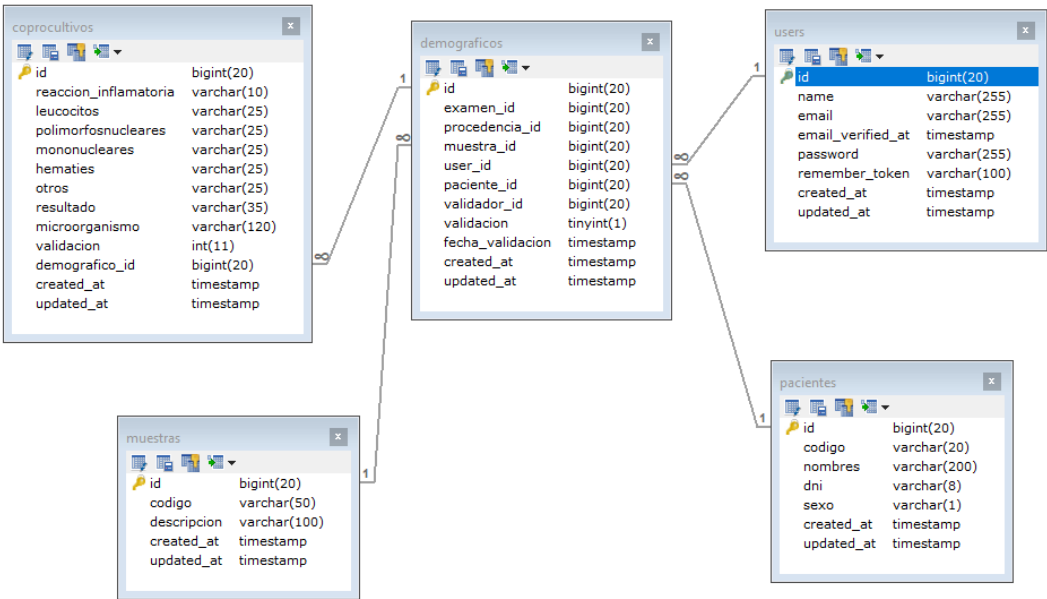 coprocultivos
id bigint(20)
reaccion_inflamatoria varchar(10)
leucocitos varchar(25)
polimorfosnucleares varchar(25)
mononucleares varchar(25)
hematies varchar(25)
otros varchar(25)
resultado varchar(35)
microorganismo varchar(120)
validacion int(11)
demografico_id bigint(20)
created_at timestamp
updated_at timestamp
demograficos
id bigint(20)
examen_id bigint(20)
procedencia_id bigint(20)
muestra_id bigint(20)
user_id bigint(20)
paciente_id bigint(20)
validador_id bigint(20)
validacion tinyint(1)
fecha_validacion timestamp
created_at timestamp
updated_at timestamp
users
id bigint(20)
name varchar(255)
email varchar(255)
email_verified_at timestamp
password varchar(255)
remember_token varchar(100)
created_at timestamp
updated_at timestamp
muestras
id bigint(20)
codigo varchar(50)
descripcion varchar(100)
created_at timestamp
updated_at timestamp
pacientes
id bigint(20)
codigo varchar(20)
nombres varchar(200)
dni varchar(8)
sexo varchar(1)
created_at timestamp
updated_at timestamp
1
∞
∞
1
1
∞
∞
1